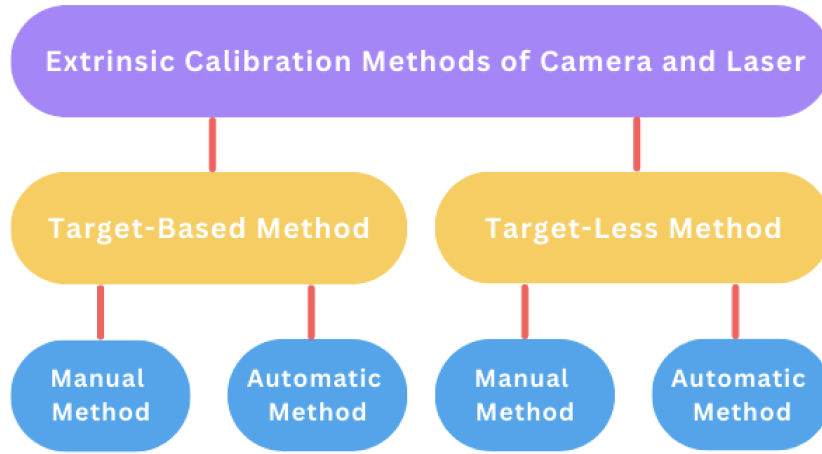 Extrinsic Calibration Methods of Camera and Laser
Target-Based Method
Target-Less Method
Manual
Method
Automatic
Method
Manual
Method
Automatic
Method